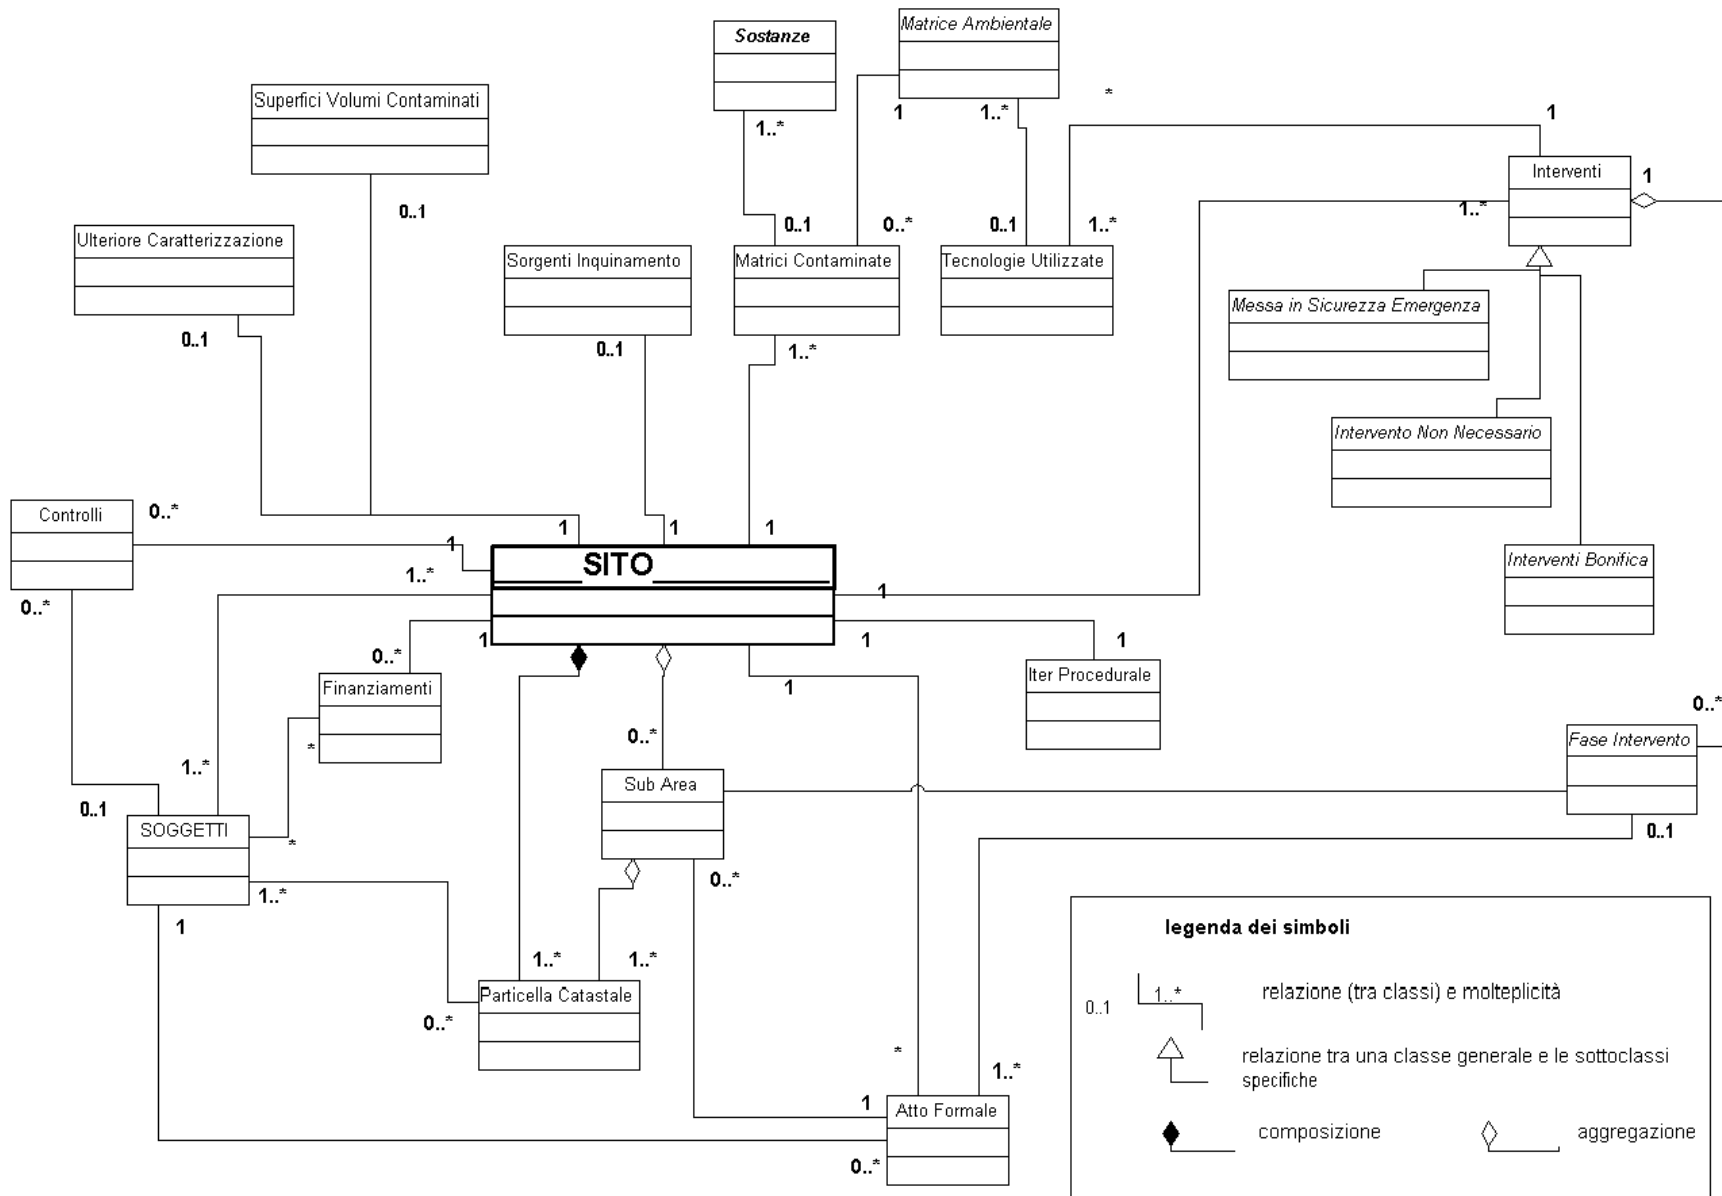 Matrice Ambientale
Sostanze
Superfici Volumi Contaminati
1..*
1
1..*
*
1
Interventi
1
0..1
1..*
Ulteriore Caratterizzazione
0..1
0..*
0..1
1..*
Sorgenti Inquinamento
Matrici Contaminate
Tecnologie Utilizzate
Messa in Sicurezza Emergenza
0..1
0..1
1..*
Intervento Non Necessario
Controlli
0..*
1
1
1
1
1..*
SITO
Interventi Bonifica
0..*
1
1
1
1
0..*
Finanziamenti
1
Iter Procedurale
0..*
0..*
*
Fase Intervento
1..*
Sub Area
0..1
SOGGETTI
*
0..1
0..*
1..*
1
legenda dei simboli
1..*
1..*
Particella Catastale
0..*
0..1
1..*
relazione (tra classi) e molteplicità
*
1..*
relazione tra una classe generale e le sottoclassi
specifiche
1
Atto Formale
0..*
composizione
aggregazione